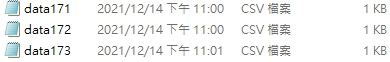 data171 2021/12/14 下午 11:00 CSV 檔案 1 KB
data172 2021/12/14 下午 11:00 CSV 檔案 1 KB
data173 2021/12/14 下午 11:01 CSV 檔案 1 KB